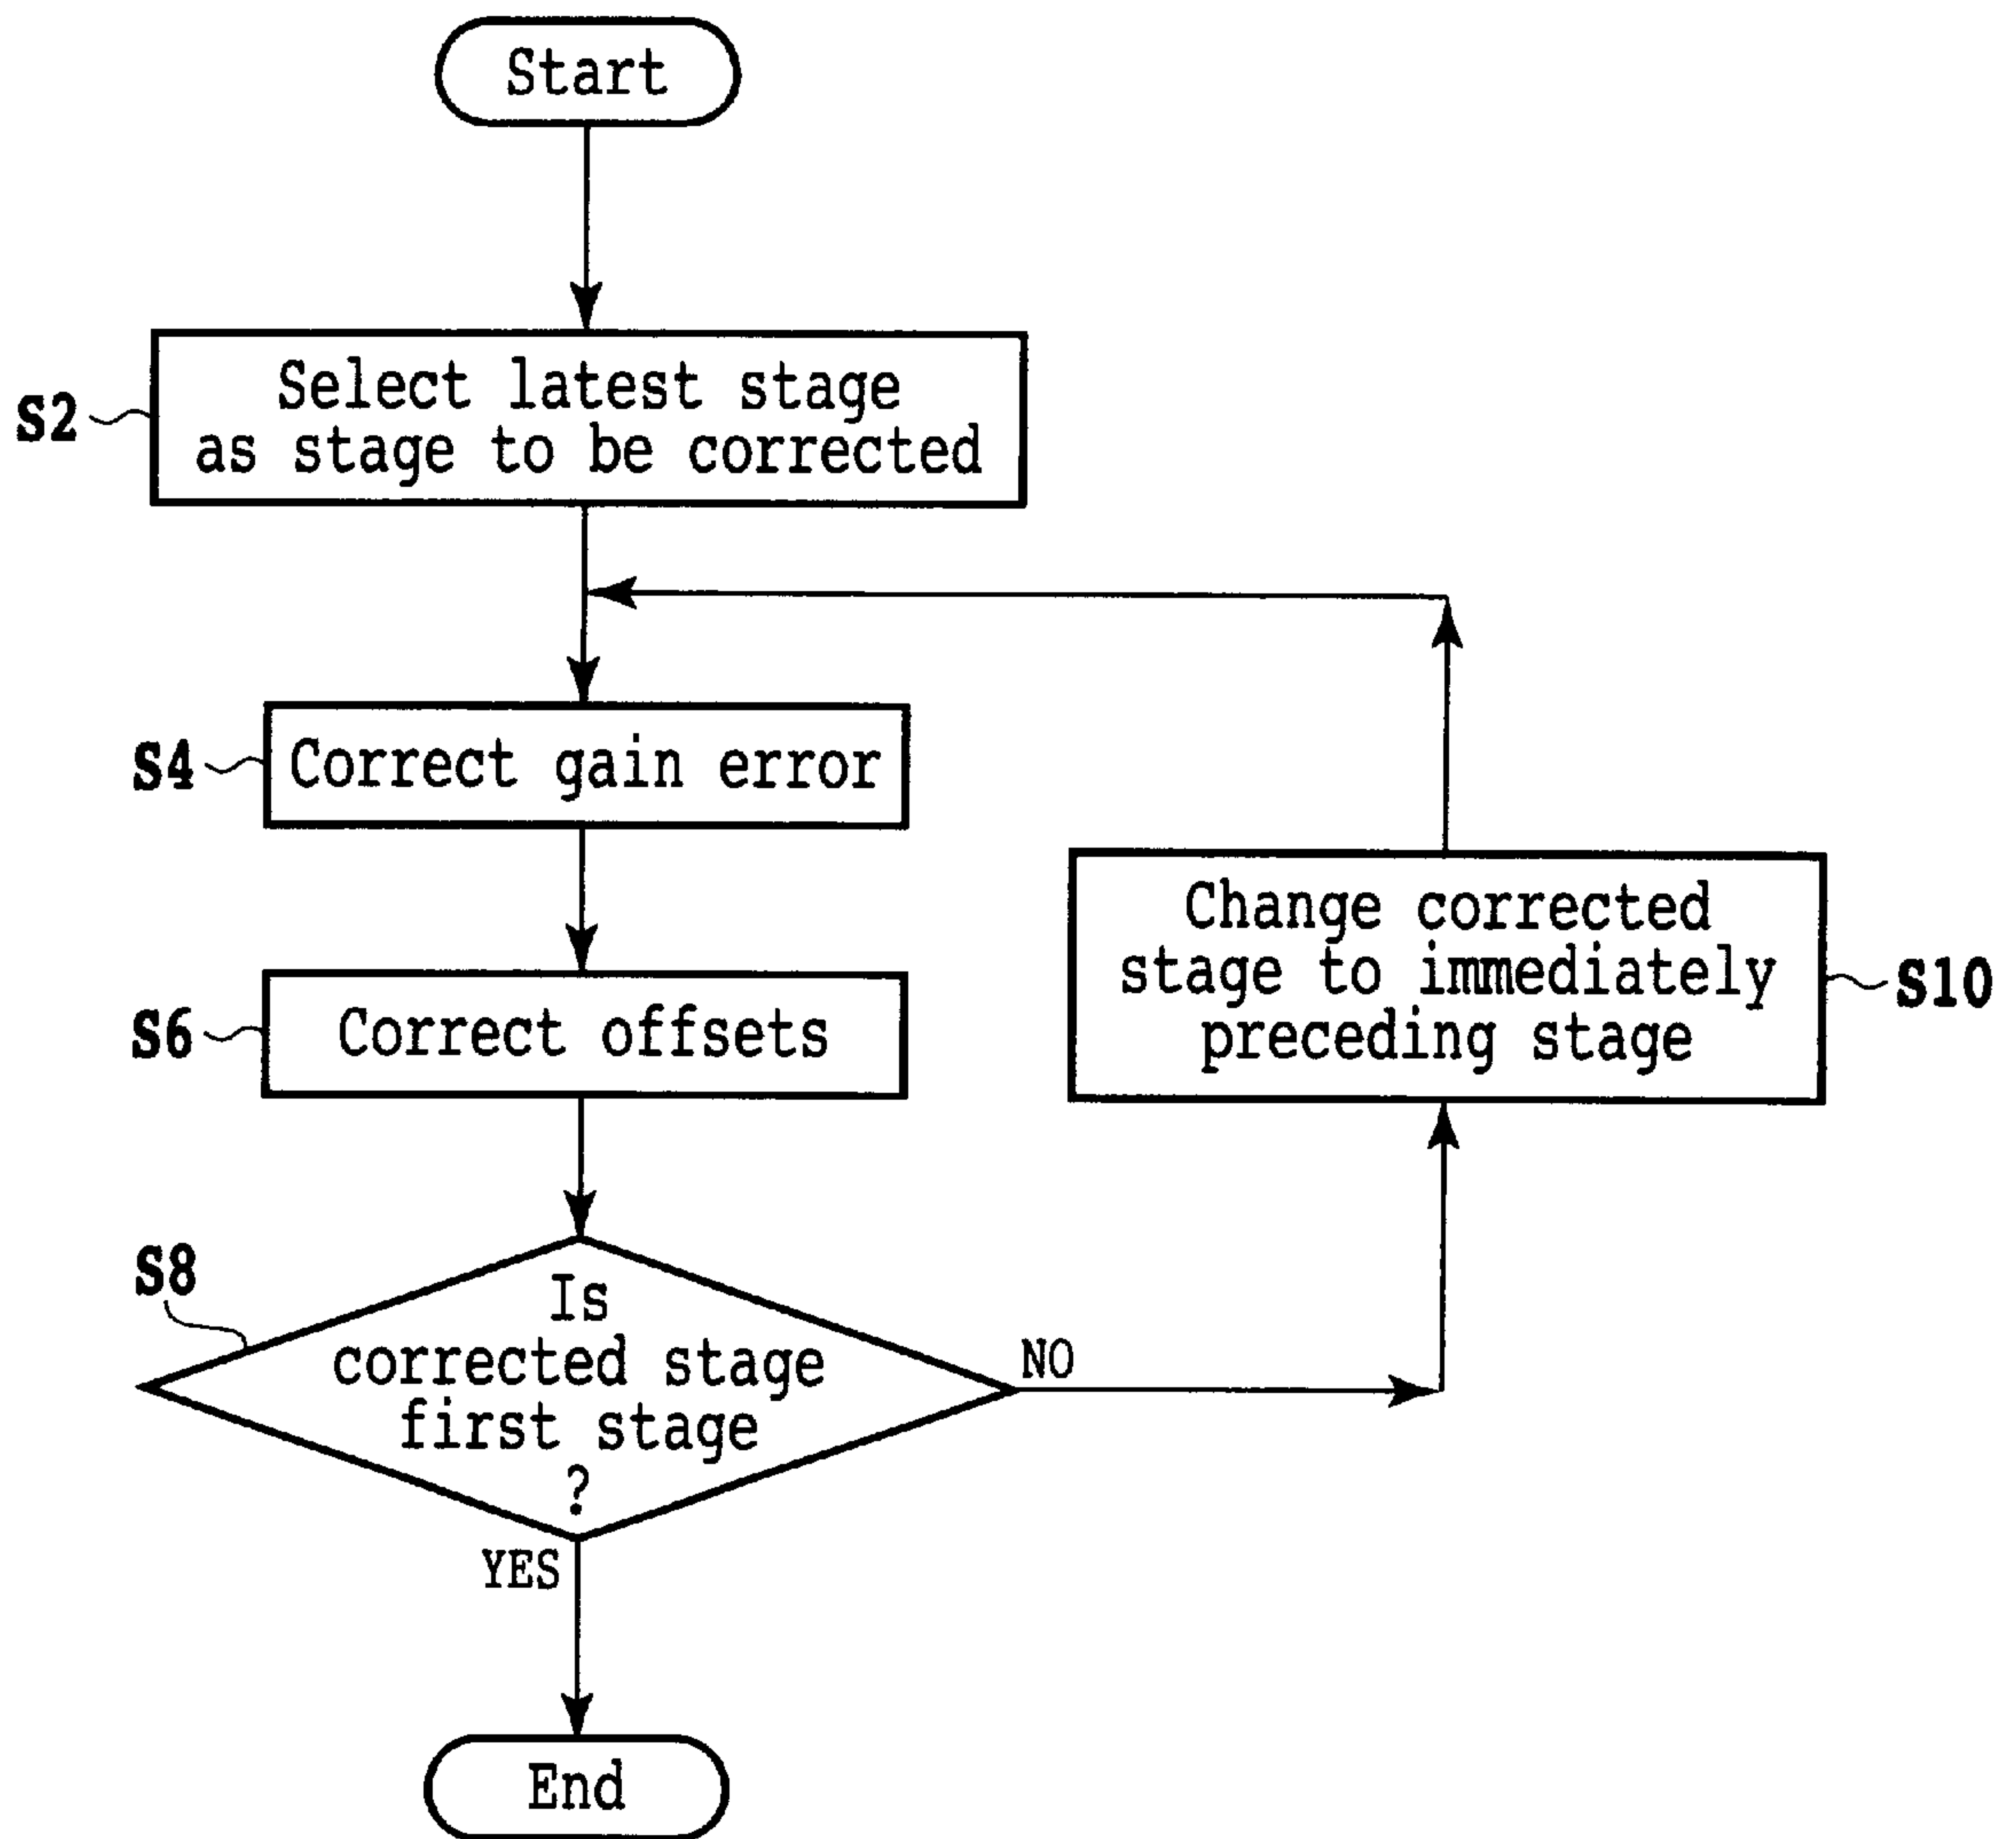 Start
S2
Select latest stage
as stage to be corrected
S4
Correct gain error
S6
Correct offsets
S8
Is
corrected stage
first stage
?
NO
YES
Change corrected
stage to immediately
preceding stage
S10
End